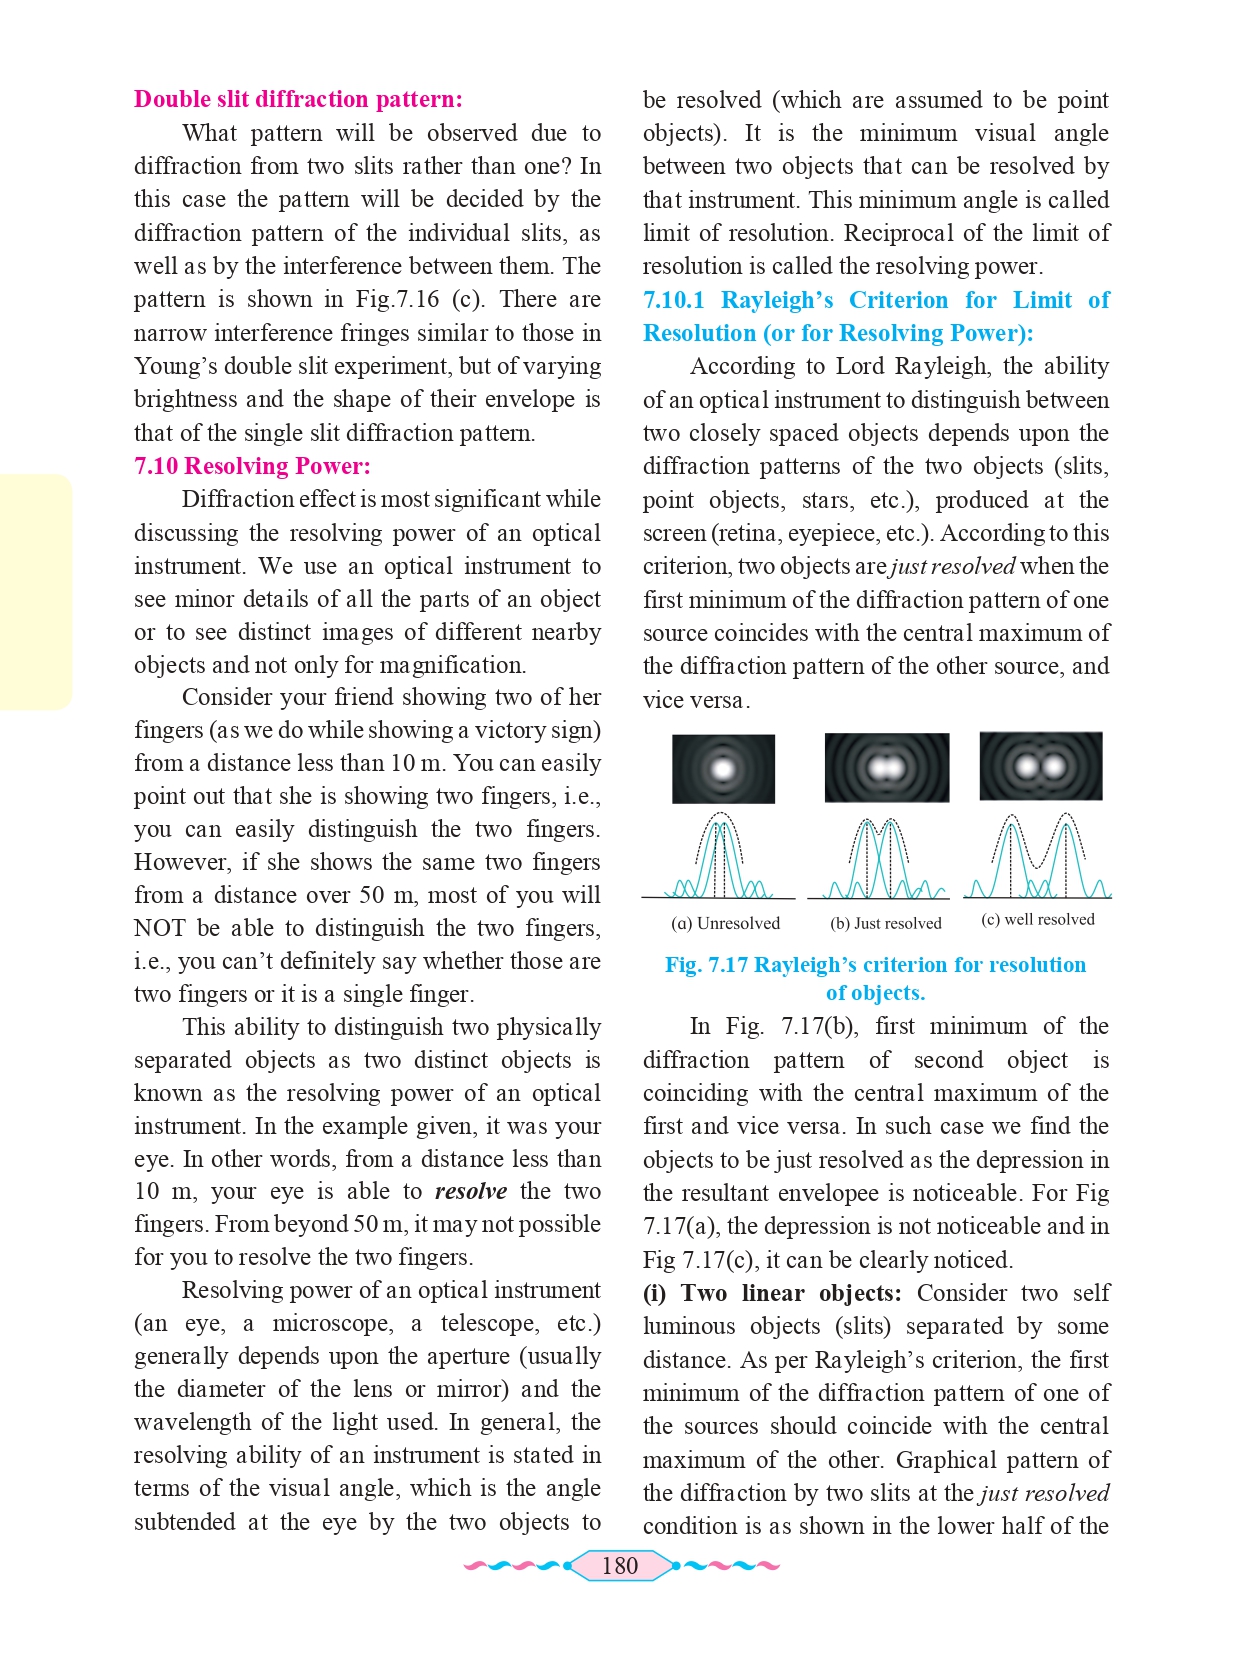 Double slit diffraction pattern:
What pattern will be observed due to
diffraction from two slits rather than one? In
this case the pattern will be decided by the
diffraction pattern of the individual slits, as
well as by the interference between them. The
pattern is shown in Fig.7.16 (c). There are
narrow interference fringes similar to those in
Young's double slit experiment, but of varying
brightness and the shape of their envelope is
that of the single slit diffraction pattern.
7.10 Resolving Power:
Diffraction effect is most significant while
discussing the resolving power of an optical
instrument. We use an optical instrument to
see minor details of all the parts of an object
or to see distinct images of different nearby
objects and not only for magnification.
Consider your friend showing two of her
fingers (as we do while showing a victory sign)
from a distance less than 10 m. You can easily
point out that she is showing two fingers, i.e.,
you can easily distinguish the two fingers.
However, if she shows the same two fingers
from a distance over 50 m, most of you will
NOT be able to distinguish the two fingers,
i.e., you can't definitely say whether those are
two fingers or it is a single finger.
This ability to distinguish two physically
separated objects as two distinct objects is
known as the resolving power of an optical
instrument. In the example given, it was your
eye. In other words, from a distance less than
10 m, your eye is able to resolve the two
fingers. From beyond 50 m, it may not possible
for you to resolve the two fingers.
Resolving power of an optical instrument
(an eye, a microscope, a telescope, etc.)
generally depends upon the aperture (usually
the diameter of the lens or mirror) and the
wavelength of the light used. In general, the
resolving ability of an instrument is stated in
terms of the visual angle, which is the angle
subtended at the eye by the two objects to
be resolved (which are assumed to be point
objects). It is the minimum visual angle
between two objects that can be resolved by
that instrument. This minimum angle is called
limit of resolution. Reciprocal of the limit of
resolution is called the resolving power.
7.10.1 Rayleigh's Criterion for Limit of
Resolution (or for Resolving Power):
According to Lord Rayleigh, the ability
of an optical instrument to distinguish between
two closely spaced objects depends upon the
diffraction patterns of the two objects (slits,
point objects, stars, etc.), produced at the
screen (retina, eyepiece, etc.). According to this
criterion, two objects are just resolved when the
first minimum of the diffraction pattern of one
source coincides with the central maximum of
the diffraction pattern of the other source, and
vice versa.
(a) Unresolved
(b) Just resolved
(c) well resolved
Fig. 7.17 Rayleigh's criterion for resolution
of objects.
In Fig. 7.17(b), first minimum of the
diffraction pattern of second object is
coinciding with the central maximum of the
first and vice versa. In such case we find the
objects to be just resolved as the depression in
the resultant envelopee is noticeable. For Fig
7.17(a), the depression is not noticeable and in
Fig 7.17(c), it can be clearly noticed.
(i) Two linear objects: Consider two self
luminous objects (slits) separated by some
distance. As per Rayleigh's criterion, the first
minimum of the diffraction pattern of one of
the sources should coincide with the central
maximum of the other. Graphical pattern of
the diffraction by two slits at the just resolved
condition is as shown in the lower half of the
180